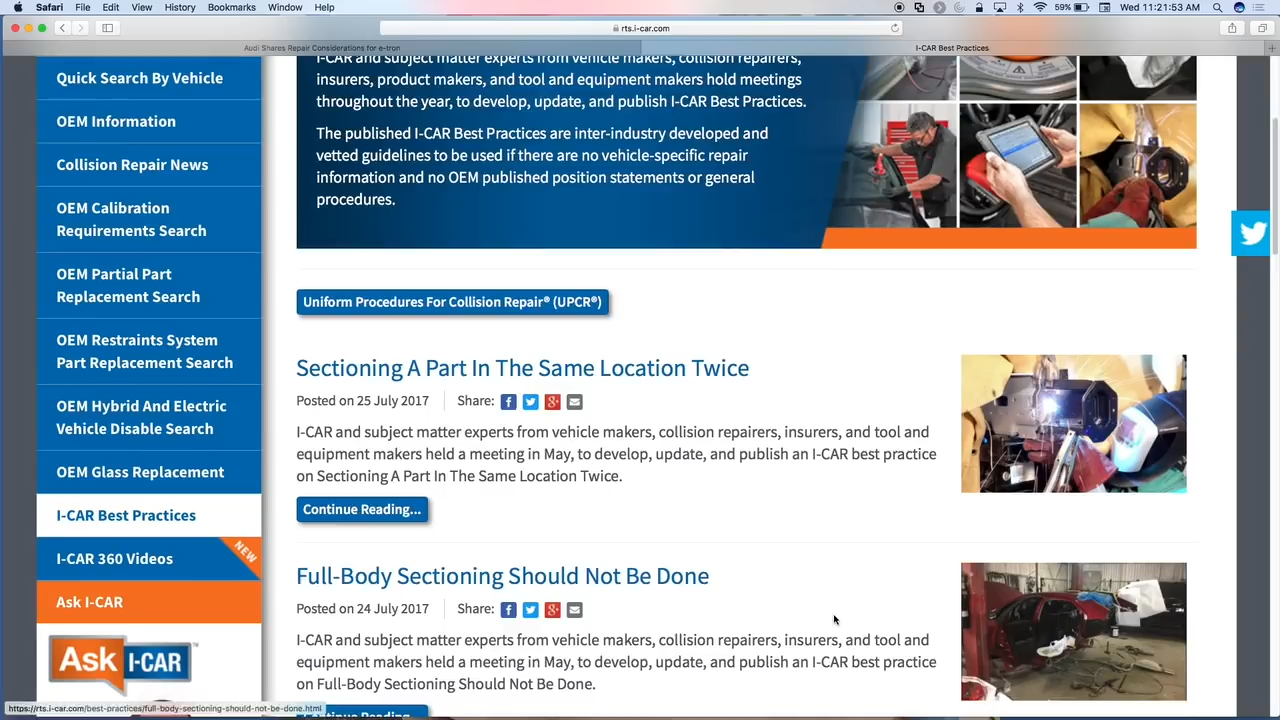 Safari File Edit View History Bookmarks Window Help 59% Wed 11:21:53 AM
rts.i-car.com
Audi Shares Repair Considerations for e-tron I-CAR Best Practices
Quick Search By Vehicle
OEM Information
Collision Repair News
OEM Calibration
Requirements Search
OEM Partial Part
Replacement Search
OEM Restraints System
Part Replacement Search
OEM Hybrid And Electric
Vehicle Disable Search
OEM Glass Replacement
I-CAR Best Practices
I-CAR 360 Videos
NEW
Ask I-CAR
Ask I-CAR
I-CAR and subject matter experts from vehicle makers, collision repairers,
insurers, product makers, and tool and equipment makers hold meetings
throughout the year, to develop, update, and publish I-CAR Best Practices.
The published I-CAR Best Practices are inter-industry developed and
vetted guidelines to be used if there are no vehicle-specific repair
information and no OEM published position statements or general
procedures.
Uniform Procedures For Collision Repair® (UPCR®)
Sectioning A Part In The Same Location Twice
Posted on 25 July 2017 Share:
I-CAR and subject matter experts from vehicle makers, collision repairers, insurers, and tool and
equipment makers held a meeting in May, to develop, update, and publish an I-CAR best practice
on Sectioning A Part In The Same Location Twice.
Continue Reading...
Full-Body Sectioning Should Not Be Done
Posted on 24 July 2017 Share:
I-CAR and subject matter experts from vehicle makers, collision repairers, insurers, and tool and
equipment makers held a meeting in May, to develop, update, and publish an I-CAR best practice
on Full-Body Sectioning Should Not Be Done.
Continue Reading...
https://rts.i-car.com/best-practices/full-body-sectioning-should-not-be-done.html